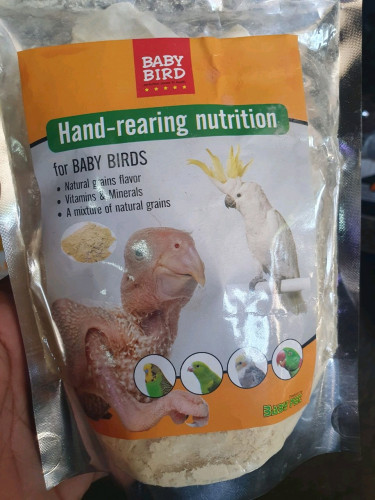 BABY
BIRD
Hand-rearing nutrition
for BABY BIRDS
• Natural grains flavor
• Vitamins & Minerals
• A mixture of natural grains